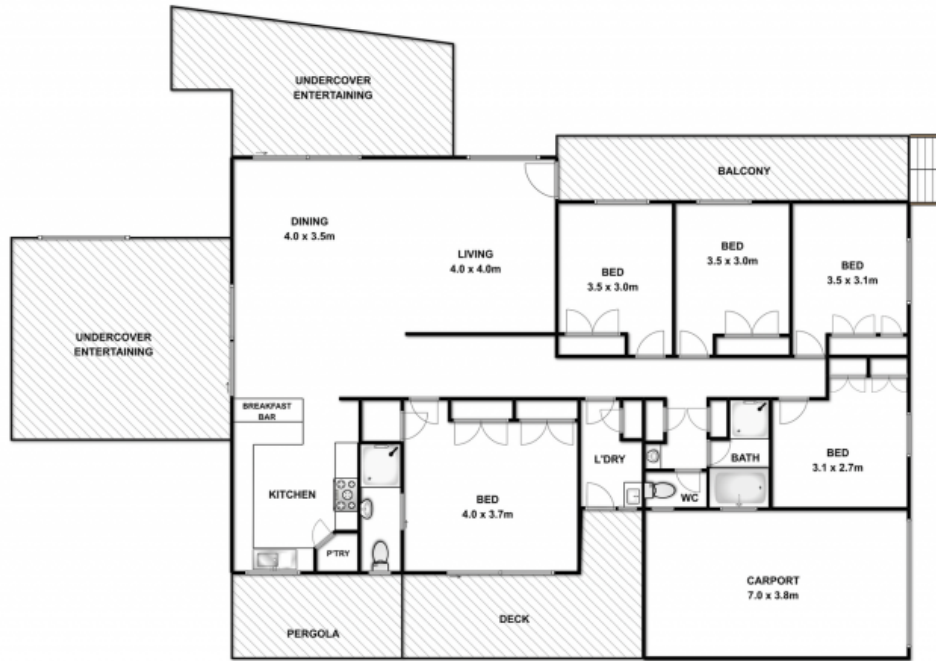 UNDERCOVER
ENTERTAINING
BALCONY
DINING
4.0 x 3.5m
LIVING
4.0 x 4.0m
BED
3.5 x 3.0m
BED
3.5 x 3.0m
BED
3.5 x 3.1m
UNDERCOVER
ENTERTAINING
BREAKFAST
BAR
KITCHEN
P'TRY
BED
4.0 x 3.7m
L'DRY
WC
BATH
BED
3.1 x 2.7m
CARPORT
7.0 x 3.8m
PERGOLA
DECK